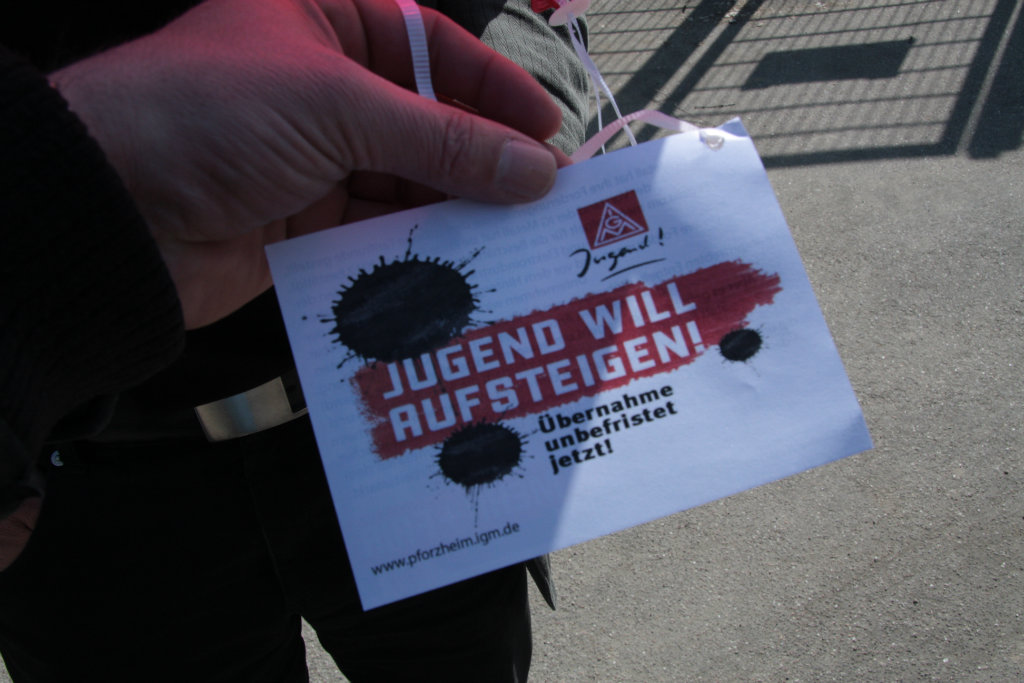 IGM
Jugend!
JUGEND WILL
AUFSTEIGEN!
Übernahme
unbefristet
jetzt!
www.pforzheim.igm.de